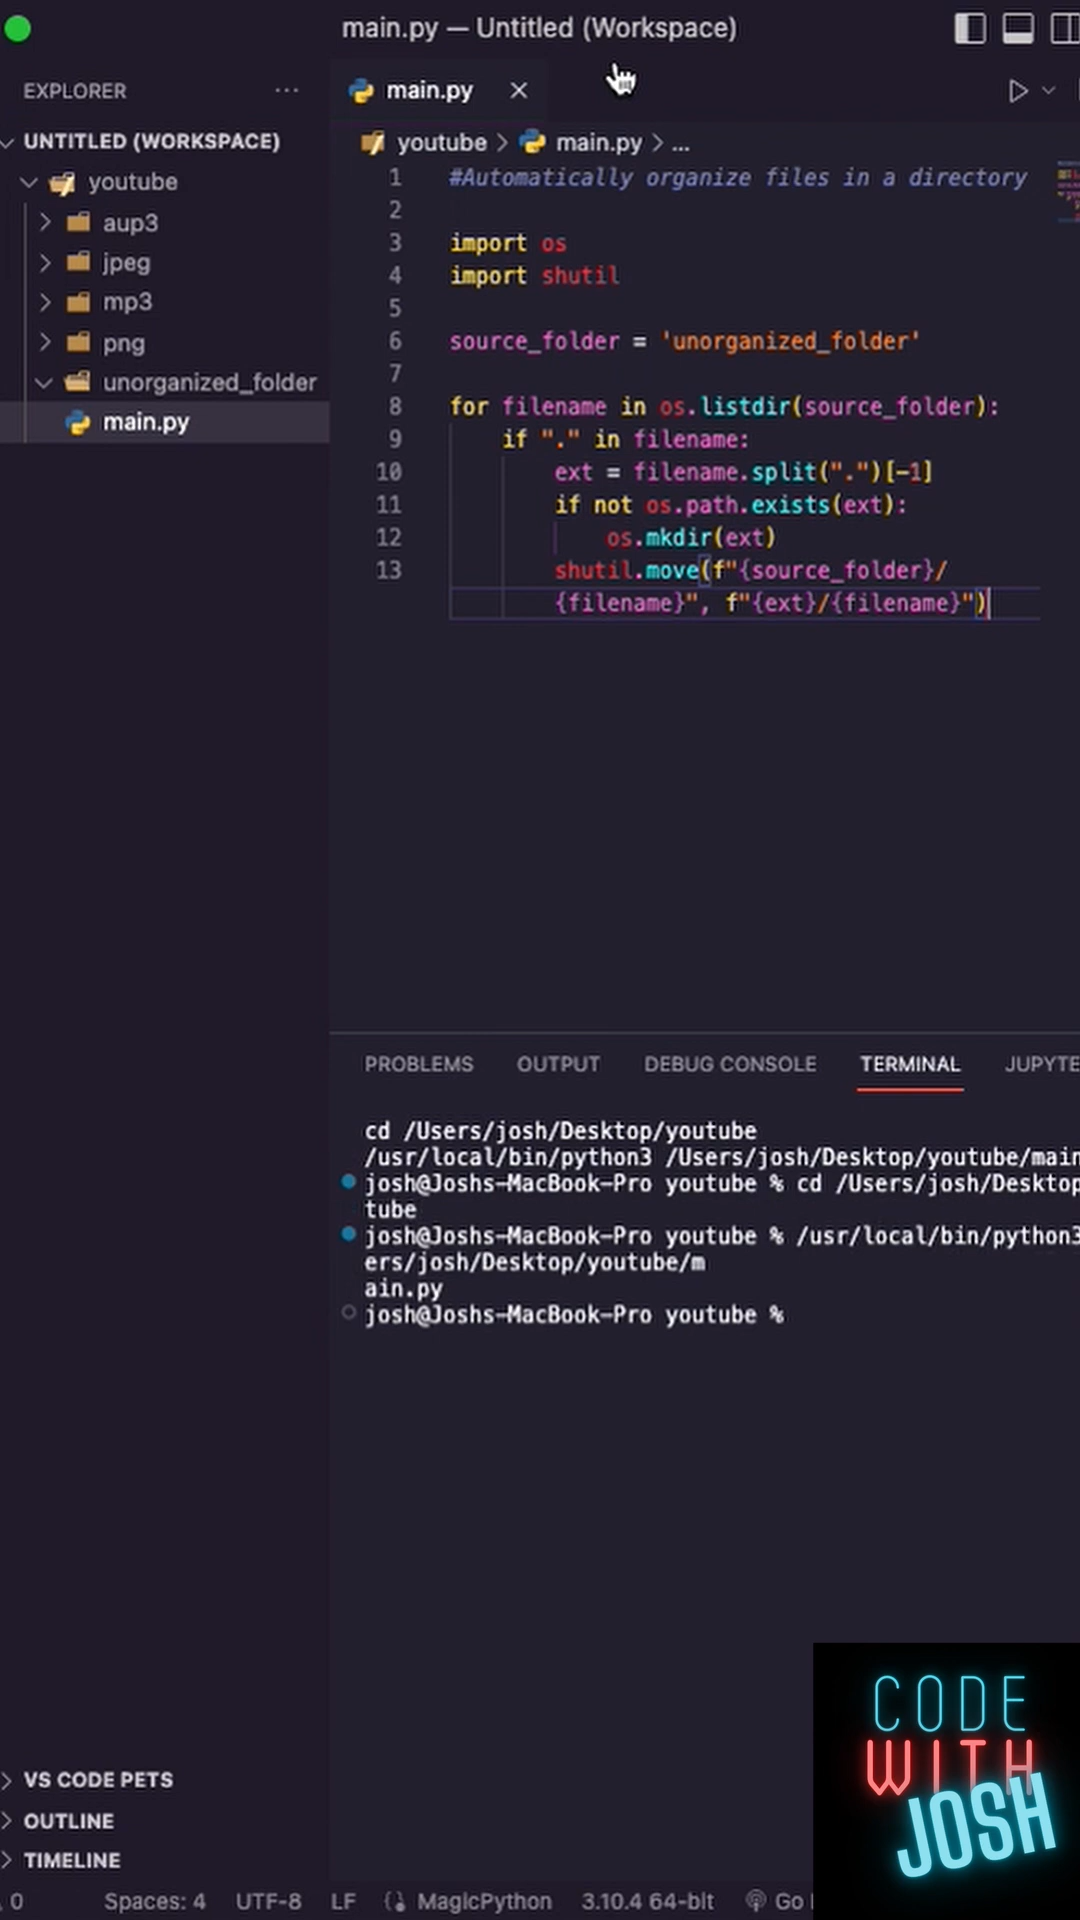 main.py — Untitled (Workspace)
EXPLORER
main.py
UNTITLED (WORKSPACE)
youtube > main.py > ...
youtube
aup3
jpeg
mp3
png
unorganized_folder
main.py
1 #Automatically organize files in a directory
2
3 import os
4 import shutil
5
6 source_folder = 'unorganized_folder'
7
8 for filename in os.listdir(source_folder):
9 if "." in filename:
10 ext = filename.split(".")[-1]
11 if not os.path.exists(ext):
12 os.mkdir(ext)
13 shutil.move(f"{source_folder}/
{filename}", f"{ext}/{filename}")
PROBLEMS OUTPUT DEBUG CONSOLE TERMINAL JUPYTE
cd /Users/josh/Desktop/youtube
/usr/local/bin/python3 /Users/josh/Desktop/youtube/main
josh@Joshs-MacBook-Pro youtube % cd /Users/josh/Desktop
tube
josh@Joshs-MacBook-Pro youtube % /usr/local/bin/python3
ers/josh/Desktop/youtube/m
ain.py
josh@Joshs-MacBook-Pro youtube %
CODE
WITH
JOSH
VS CODE PETS
OUTLINE
TIMELINE
0 Spaces: 4 UTF-8 LF MagicPython 3.10.4 64-bit Go